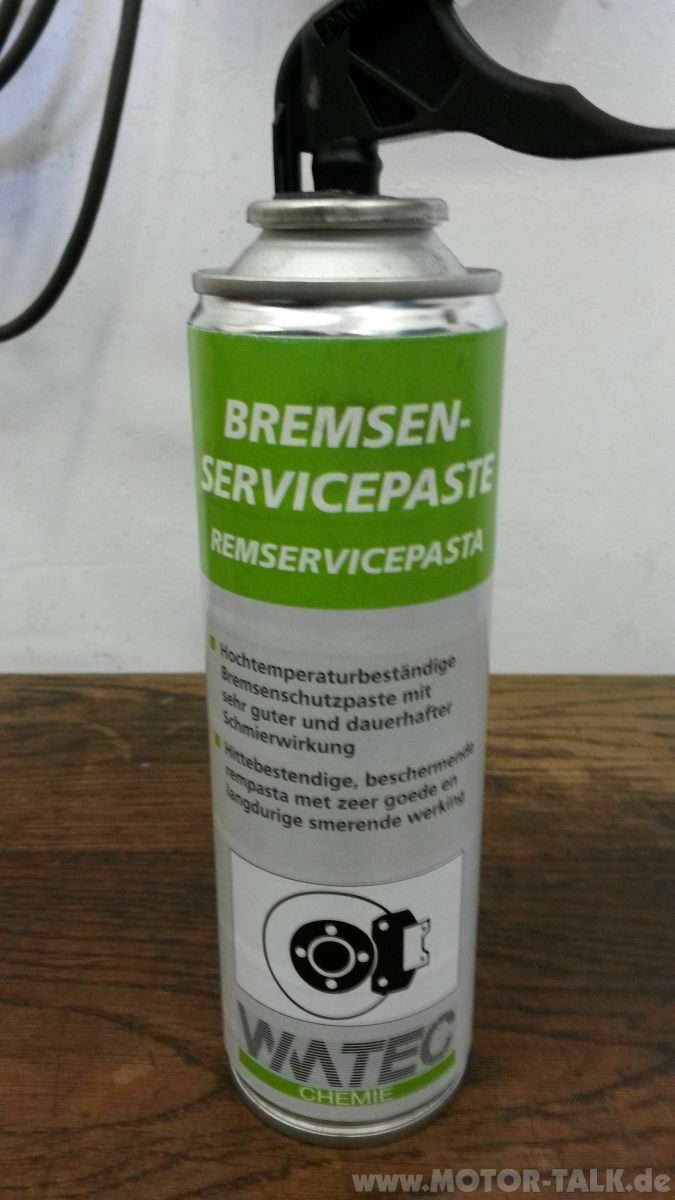 BREMSEN-
SERVICEPASTE
REMSERVICEPASTA
Hochtemperaturbeständige
Bremsenschutzpaste mit
sehr guter und dauerhafter
Schmierwirkung
Hittebestendige, beschermende
rempasta met zeer goede en
langdurige smerende werking
WMTEC
CHEMIE
www.MOTOR-TALK.de